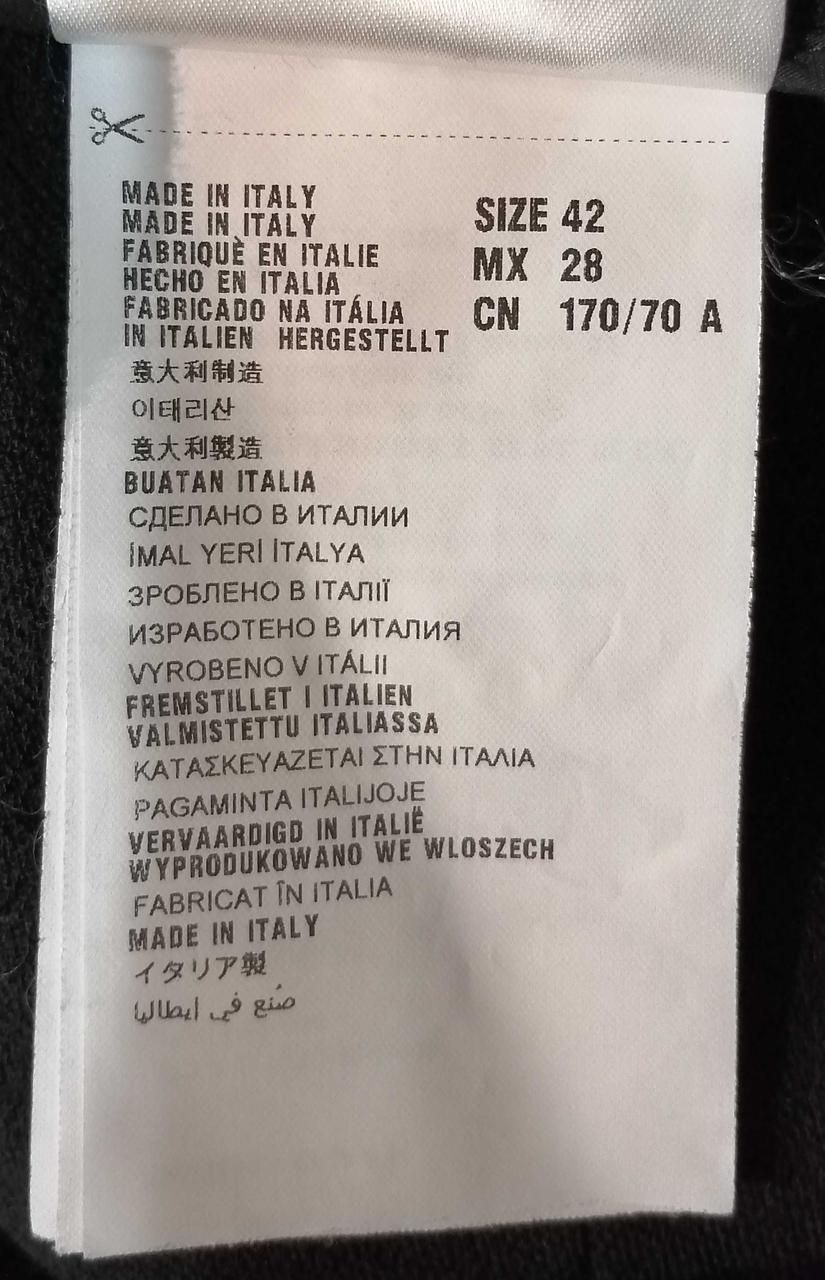 MADE IN ITALY
MADE IN ITALY
FABRIQUÈ EN ITALIE
HECHO EN ITALIA
FABRICADO NA ITÁLIA
IN ITALIEN HERGESTELLT
意大利制造
이태리산
意大利製造
BUATAN ITALIA
СДЕЛАНО В ИТАЛИИ
İMAL YERİ İTALYA
ЗРОБЛЕНО В ІТАЛІЇ
ИЗРАБОТЕНО В ИТАЛИЯ
VYROBENO V ITÁLII
FREMSTILLET I ITALIEN
VALMISTETTU ITALIASSA
ΚΑΤΑΣΚΕΥΑΖΕΤΑΙ ΣΤΗΝ ΙΤΑΛΙΑ
PAGAMINTA ITALIJOJE
VERVAARDIGD IN ITALIË
WYPRODUKOWANO WE WLOSZECH
FABRICAT ÎN ITALIA
MADE IN ITALY
イタリア製
صُنع في ايطاليا
SIZE 42
MX 28
CN 170/70 A